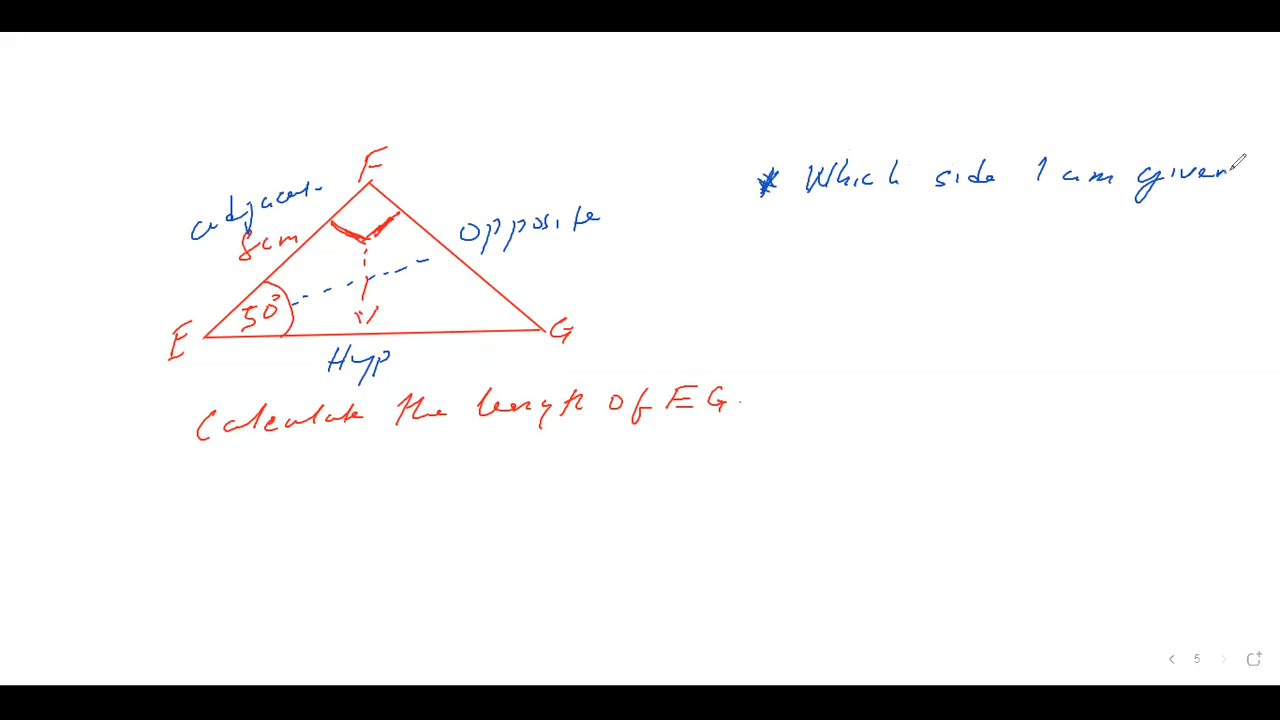 F
adjacent
8cm
opposite
50°
E
G
Hyp
Calculate the length of EG.
* Which side I am given
5